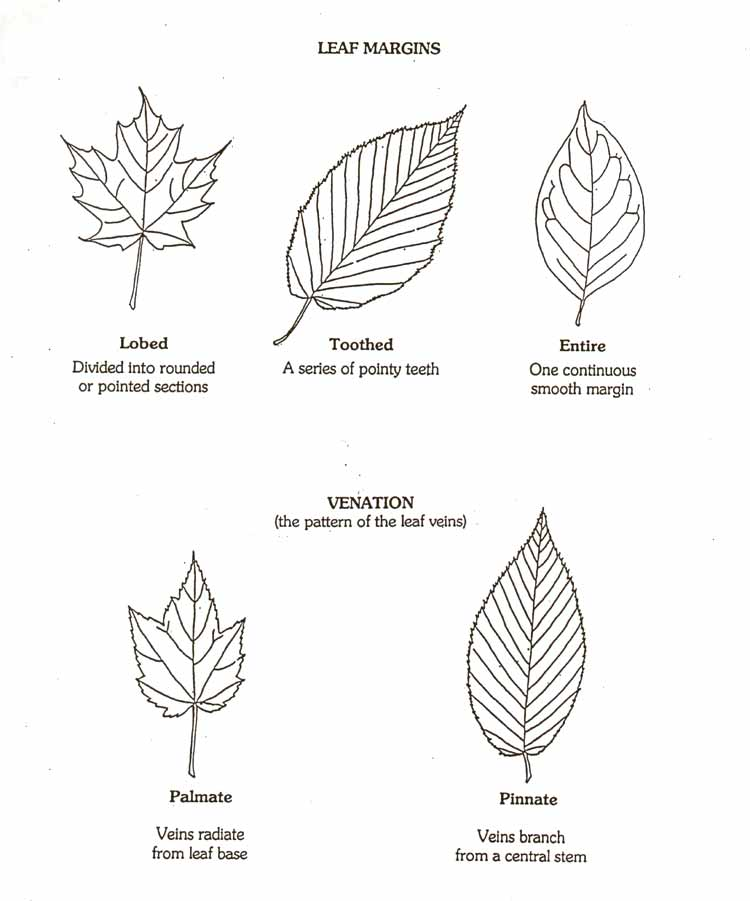 LEAF MARGINS
Lobed
Divided into rounded
or pointed sections
Toothed
A series of pointy teeth
Entire
One continuous
smooth margin
VENATION
(the pattern of the leaf veins)
Palmate
Veins radiate
from leaf base
Pinnate
Veins branch
from a central stem